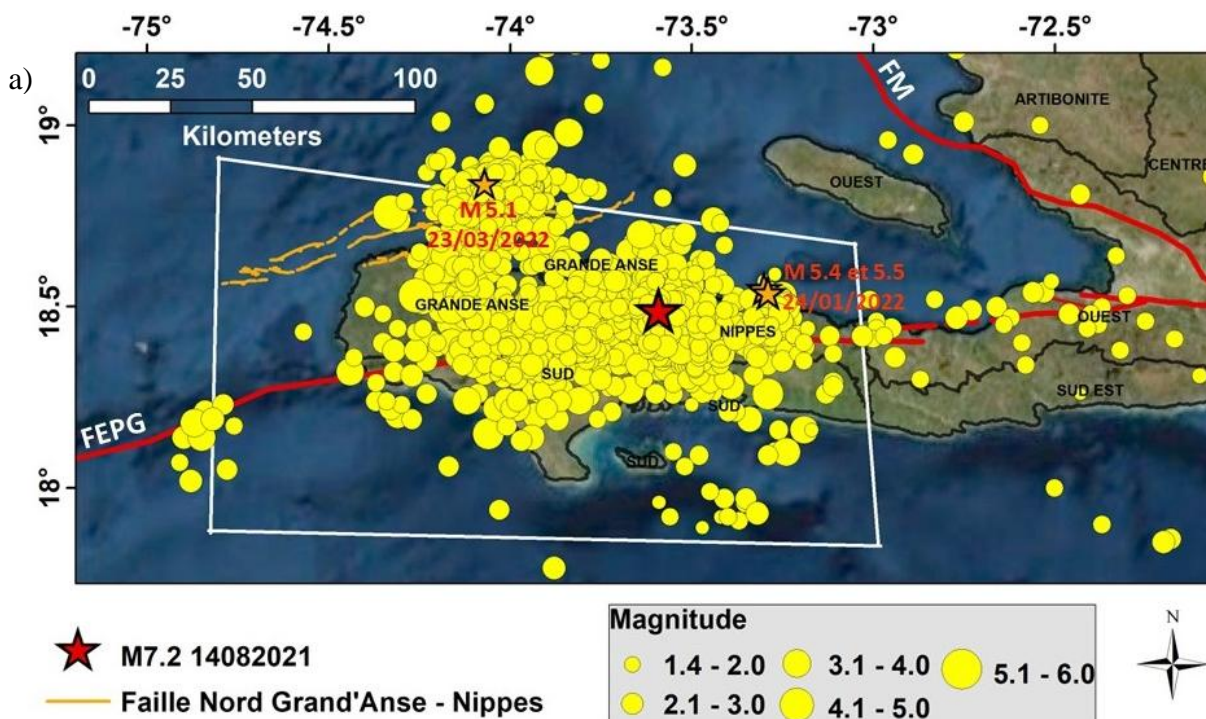 -75° -74.5° -74° -73.5° -73° -72.5°
a)
0 25 50 100
Kilometers
19°
18.5°
18°
FM
ARTIBONITE
CENTRE
OUEST
M 5.1
23/03/2022
GRANDE ANSE
M 5.4 et 5.5
24/01/2022
GRANDE ANSE
NIPPES
OUEST
SUD
SUD
SUD EST
FEPG
SUD
M7.2 14082021
Faille Nord Grand'Anse - Nippes
Magnitude
1.4 - 2.0
2.1 - 3.0
3.1 - 4.0
4.1 - 5.0
5.1 - 6.0
N